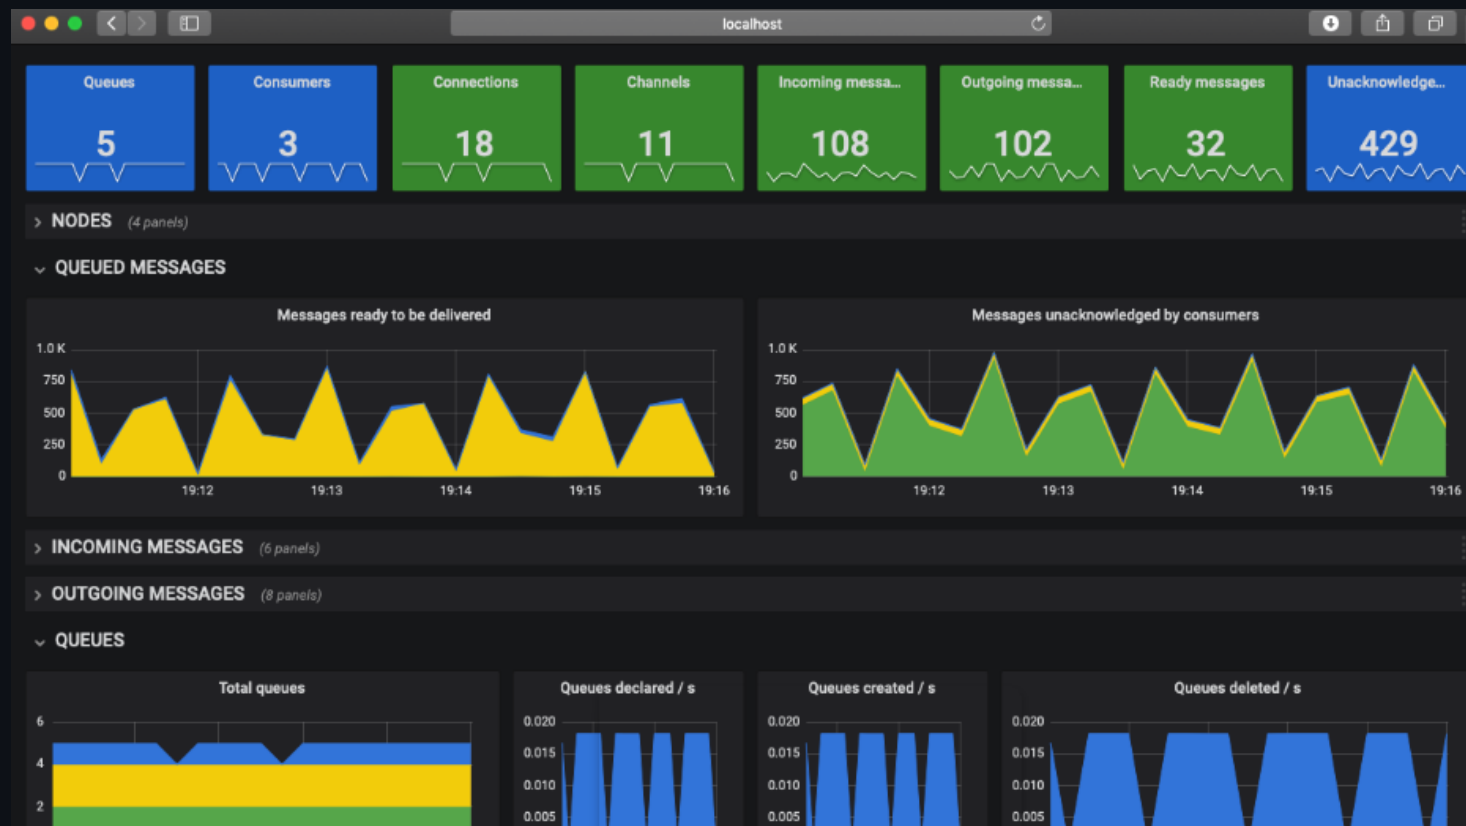 localhost
Queues
5
Consumers
3
Connections
18
Channels
11
Incoming messa...
108
Outgoing messa...
102
Ready messages
32
Unacknowledge...
429
NODES (4 panels)
QUEUED MESSAGES
Messages ready to be delivered
1.0 K
750
500
250
0
19:12 19:13 19:14 19:15 19:16
Messages unacknowledged by consumers
1.0 K
750
500
250
0
19:12 19:13 19:14 19:15 19:16
INCOMING MESSAGES (6 panels)
OUTGOING MESSAGES (8 panels)
QUEUES
Total queues
6
4
2
Queues declared / s
0.020
0.015
0.010
0.005
Queues created / s
0.020
0.015
0.010
0.005
Queues deleted / s
0.020
0.015
0.010
0.005